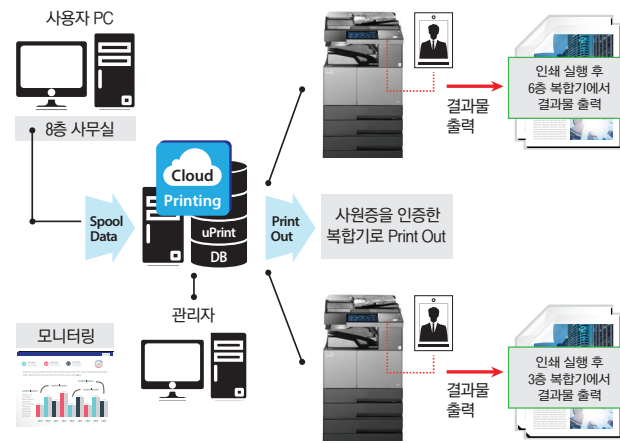 사용자 PC
8층 사무실
Spool
Data
Cloud
Printing
uPrint
DB
Print
Out
사원증을 인증한
복합기로 Print Out
결과물
출력
인쇄 실행 후
6층 복합기에서
결과물 출력
관리자
모니터링
결과물
출력
인쇄 실행 후
3층 복합기에서
결과물 출력